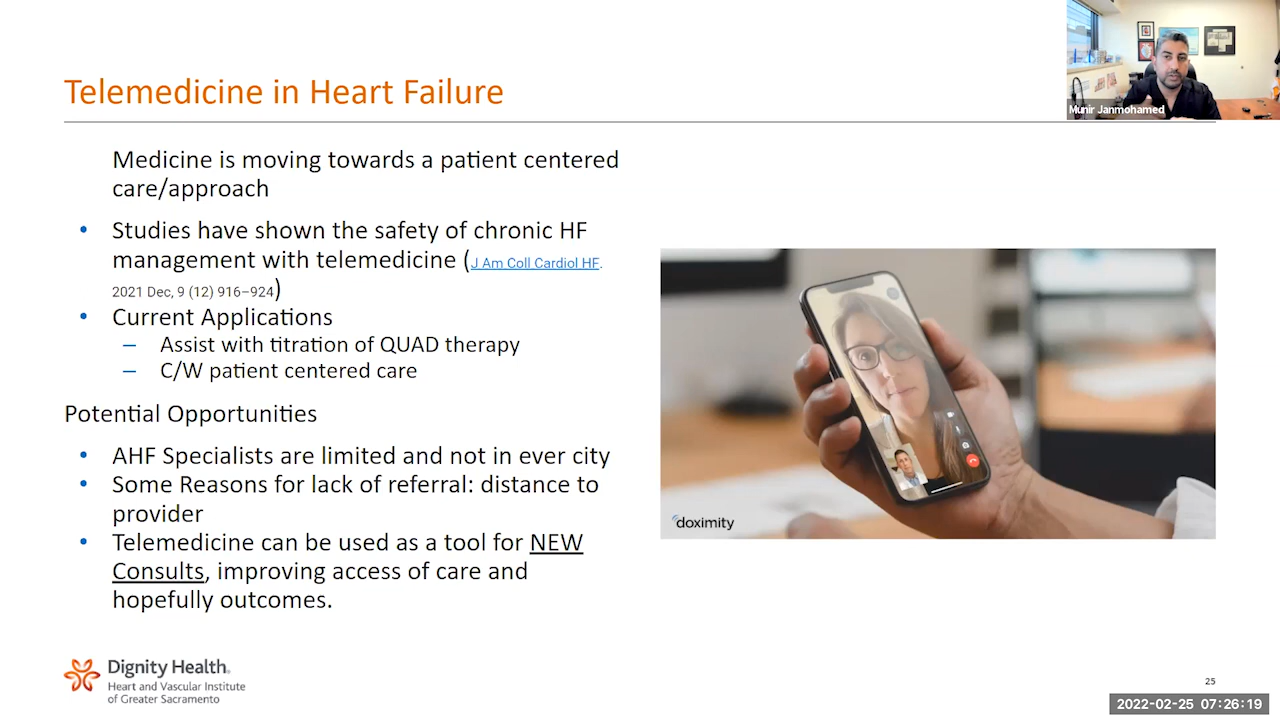 Telemedicine in Heart Failure
Munir Janmohamed
Medicine is moving towards a patient centered
care/approach
• Studies have shown the safety of chronic HF
management with telemedicine (J Am Coll Cardiol HF.
2021 Dec, 9 (12) 916–924)
• Current Applications
– Assist with titration of QUAD therapy
– C/W patient centered care
Potential Opportunities
• AHF Specialists are limited and not in ever city
• Some Reasons for lack of referral: distance to
provider
• Telemedicine can be used as a tool for NEW
Consults, improving access of care and
hopefully outcomes.
doximity
Dignity Health.
Heart and Vascular Institute
of Greater Sacramento
25
2022-02-25 07:26:19